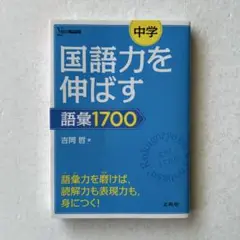 中学
国語力を
伸ばす
語彙1700
吉岡 哲 著
語彙力を磨けば、
読解力も表現力も、
身につく!
文英堂